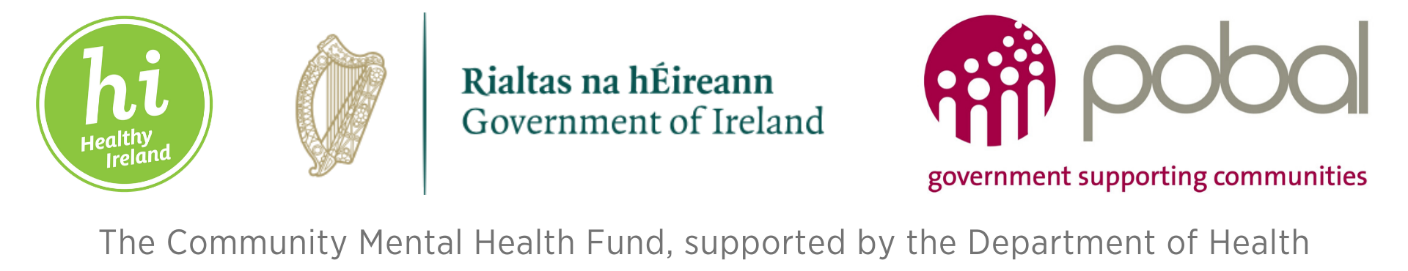 hi
Healthy
Ireland
Rialtas na hÉireann
Government of Ireland
pobal
government supporting communities
The Community Mental Health Fund, supported by the Department of Health